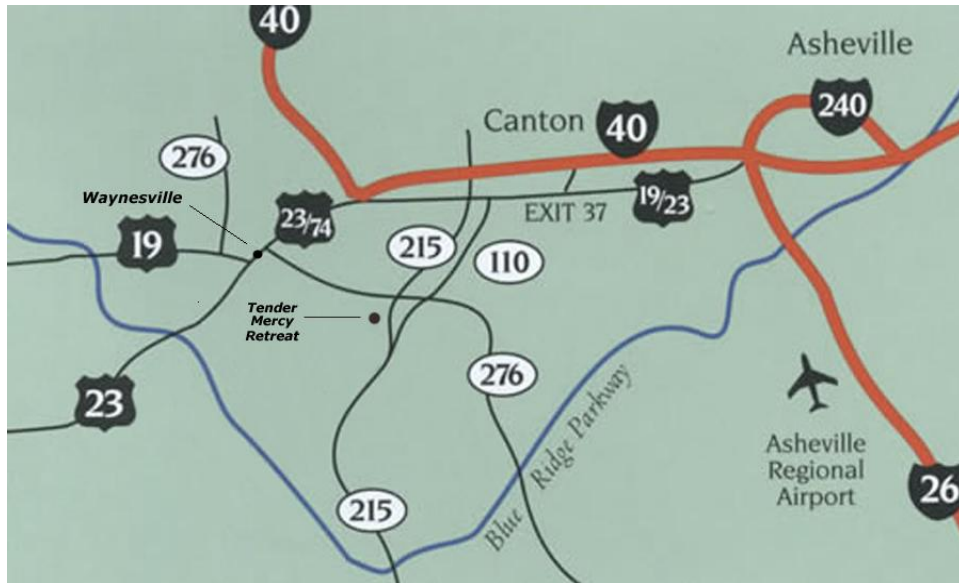 40
Asheville
240
Canton
40
276
Waynesville
23/74
19/23
EXIT 37
19
215
110
Tender
Mercy
Retreat
276
23
Blue Ridge Parkway
Asheville
Regional
Airport
26
215